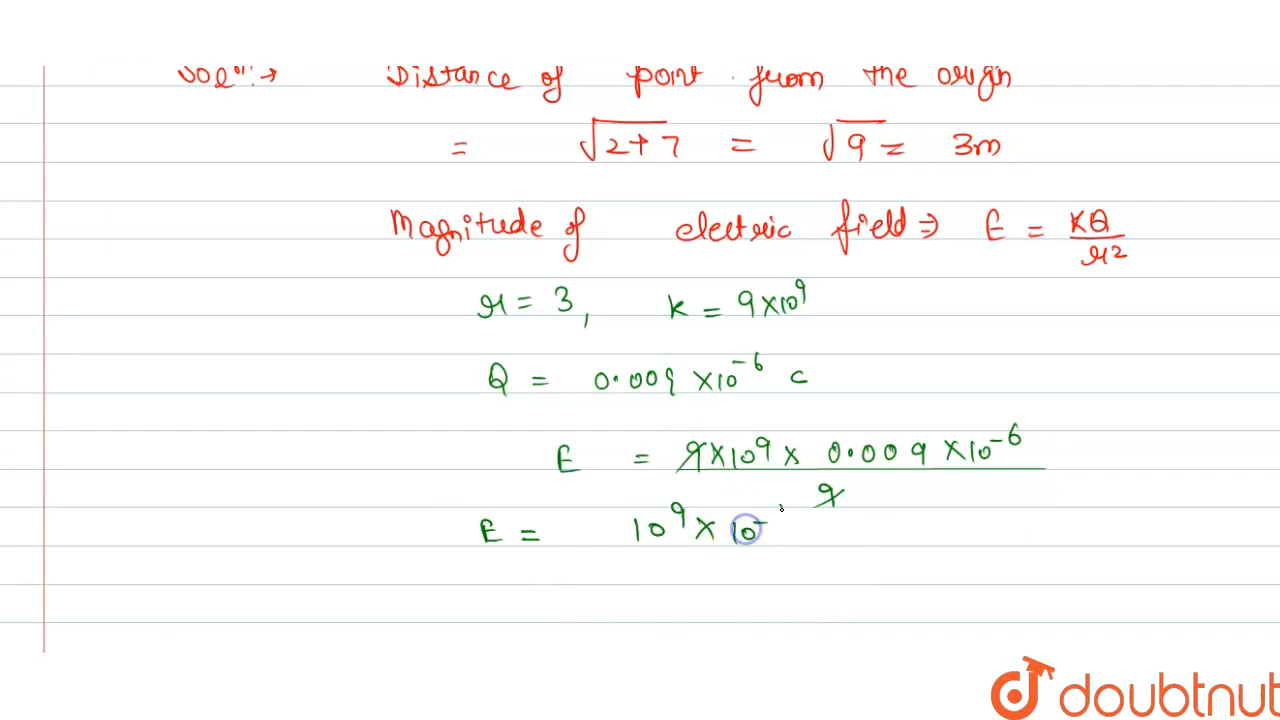 Solⁿ:→ Distance of point from the origin
= √2+7 = √9 = 3m
Magnitude of electric field ⇒ E = KQ/r²
r = 3, K = 9×10⁹
Q = 0.009 ×10⁻⁶ C
E = 9×10⁹ × 0.009 ×10⁻⁶ / 9
E = 10⁹ × 10⁻
doubtnut